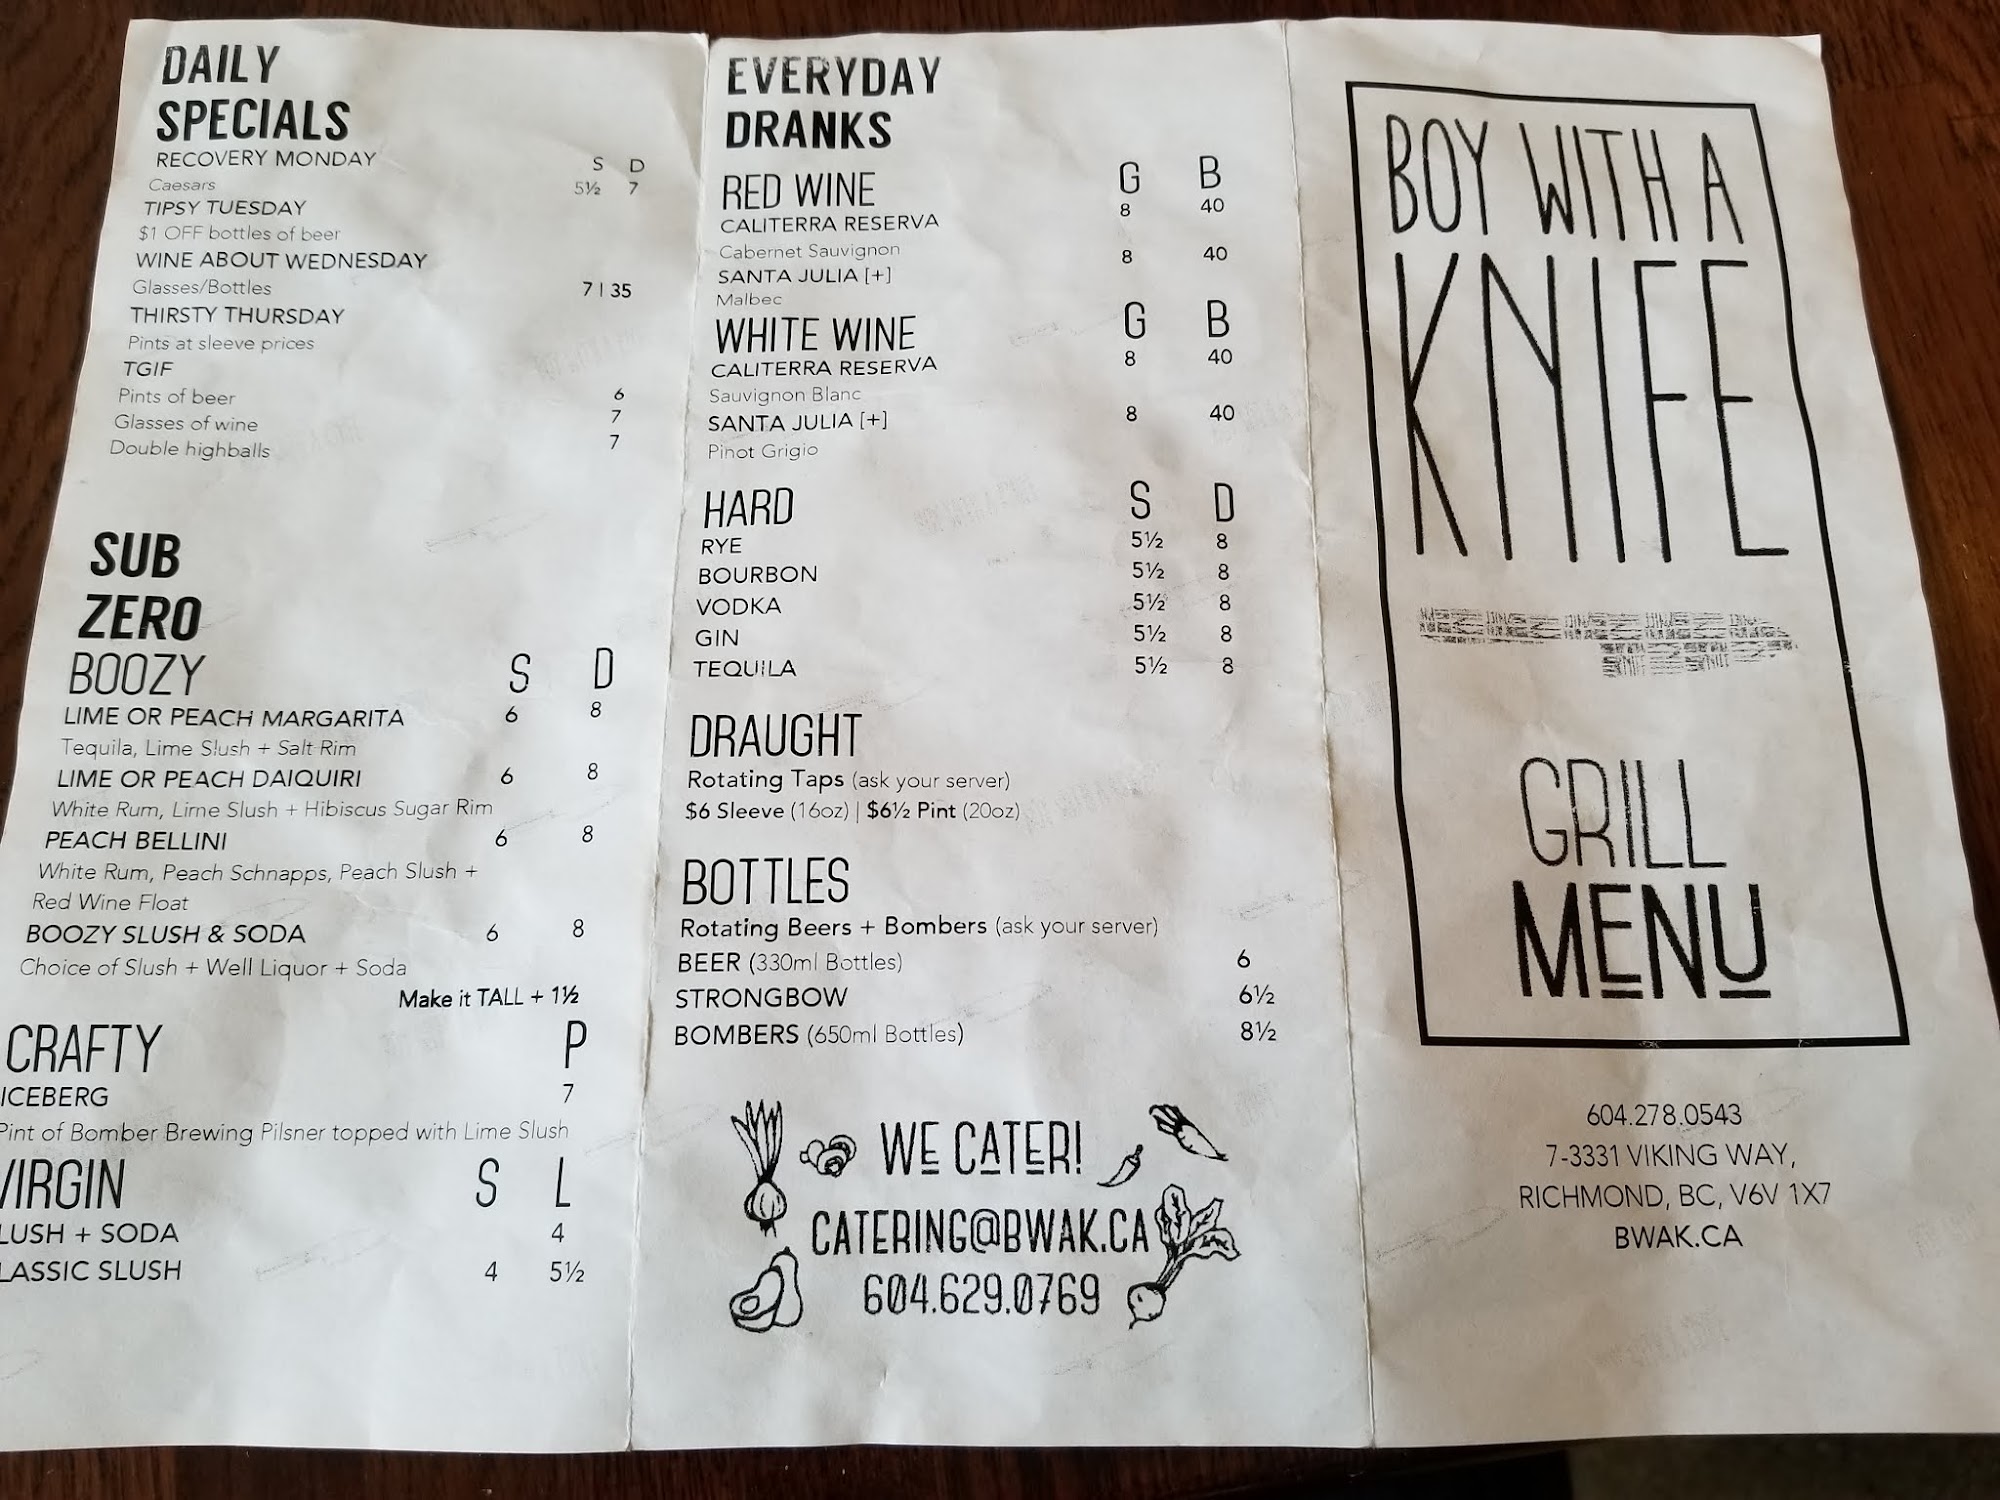 DAILY
SPECIALS
RECOVERY MONDAY S D
Caesars 5½ 7
TIPSY TUESDAY
$1 OFF bottles of beer
WINE ABOUT WEDNESDAY
Glasses/Bottles 7 | 35
THIRSTY THURSDAY
Pints at sleeve prices
TGIF
Pints of beer 6
Glasses of wine 7
Double highballs 7
SUB
ZERO
BOOZY S D
LIME OR PEACH MARGARITA 6 8
Tequila, Lime Slush + Salt Rim
LIME OR PEACH DAIQUIRI 6 8
White Rum, Lime Slush + Hibiscus Sugar Rim
PEACH BELLINI 6 8
White Rum, Peach Schnapps, Peach Slush +
Red Wine Float
BOOZY SLUSH & SODA 6 8
Choice of Slush + Well Liquor + Soda
Make it TALL + 1½
CRAFTY P
ICEBERG 7
Pint of Bomber Brewing Pilsner topped with Lime Slush
VIRGIN S L
LUSH + SODA 4
LASSIC SLUSH 4 5½
EVERYDAY
DRANKS
RED WINE G B
CALITERRA RESERVA 8 40
Cabernet Sauvignon
SANTA JULIA [+] 8 40
Malbec
WHITE WINE G B
CALITERRA RESERVA 8 40
Sauvignon Blanc
SANTA JULIA [+] 8 40
Pinot Grigio
HARD S D
RYE 5½ 8
BOURBON 5½ 8
VODKA 5½ 8
GIN 5½ 8
TEQUILA 5½ 8
DRAUGHT
Rotating Taps (ask your server)
$6 Sleeve (16oz) | $6½ Pint (20oz)
BOTTLES
Rotating Beers + Bombers (ask your server)
BEER (330ml Bottles) 6
STRONGBOW 6½
BOMBERS (650ml Bottles) 8½
WE CATER!
CATERING@BWAK.CA
604.629.0769
BOY WITH A
KNIFE
GRILL
MENU
604.278.0543
7-3331 VIKING WAY,
RICHMOND, BC, V6V 1X7
BWAK.CA